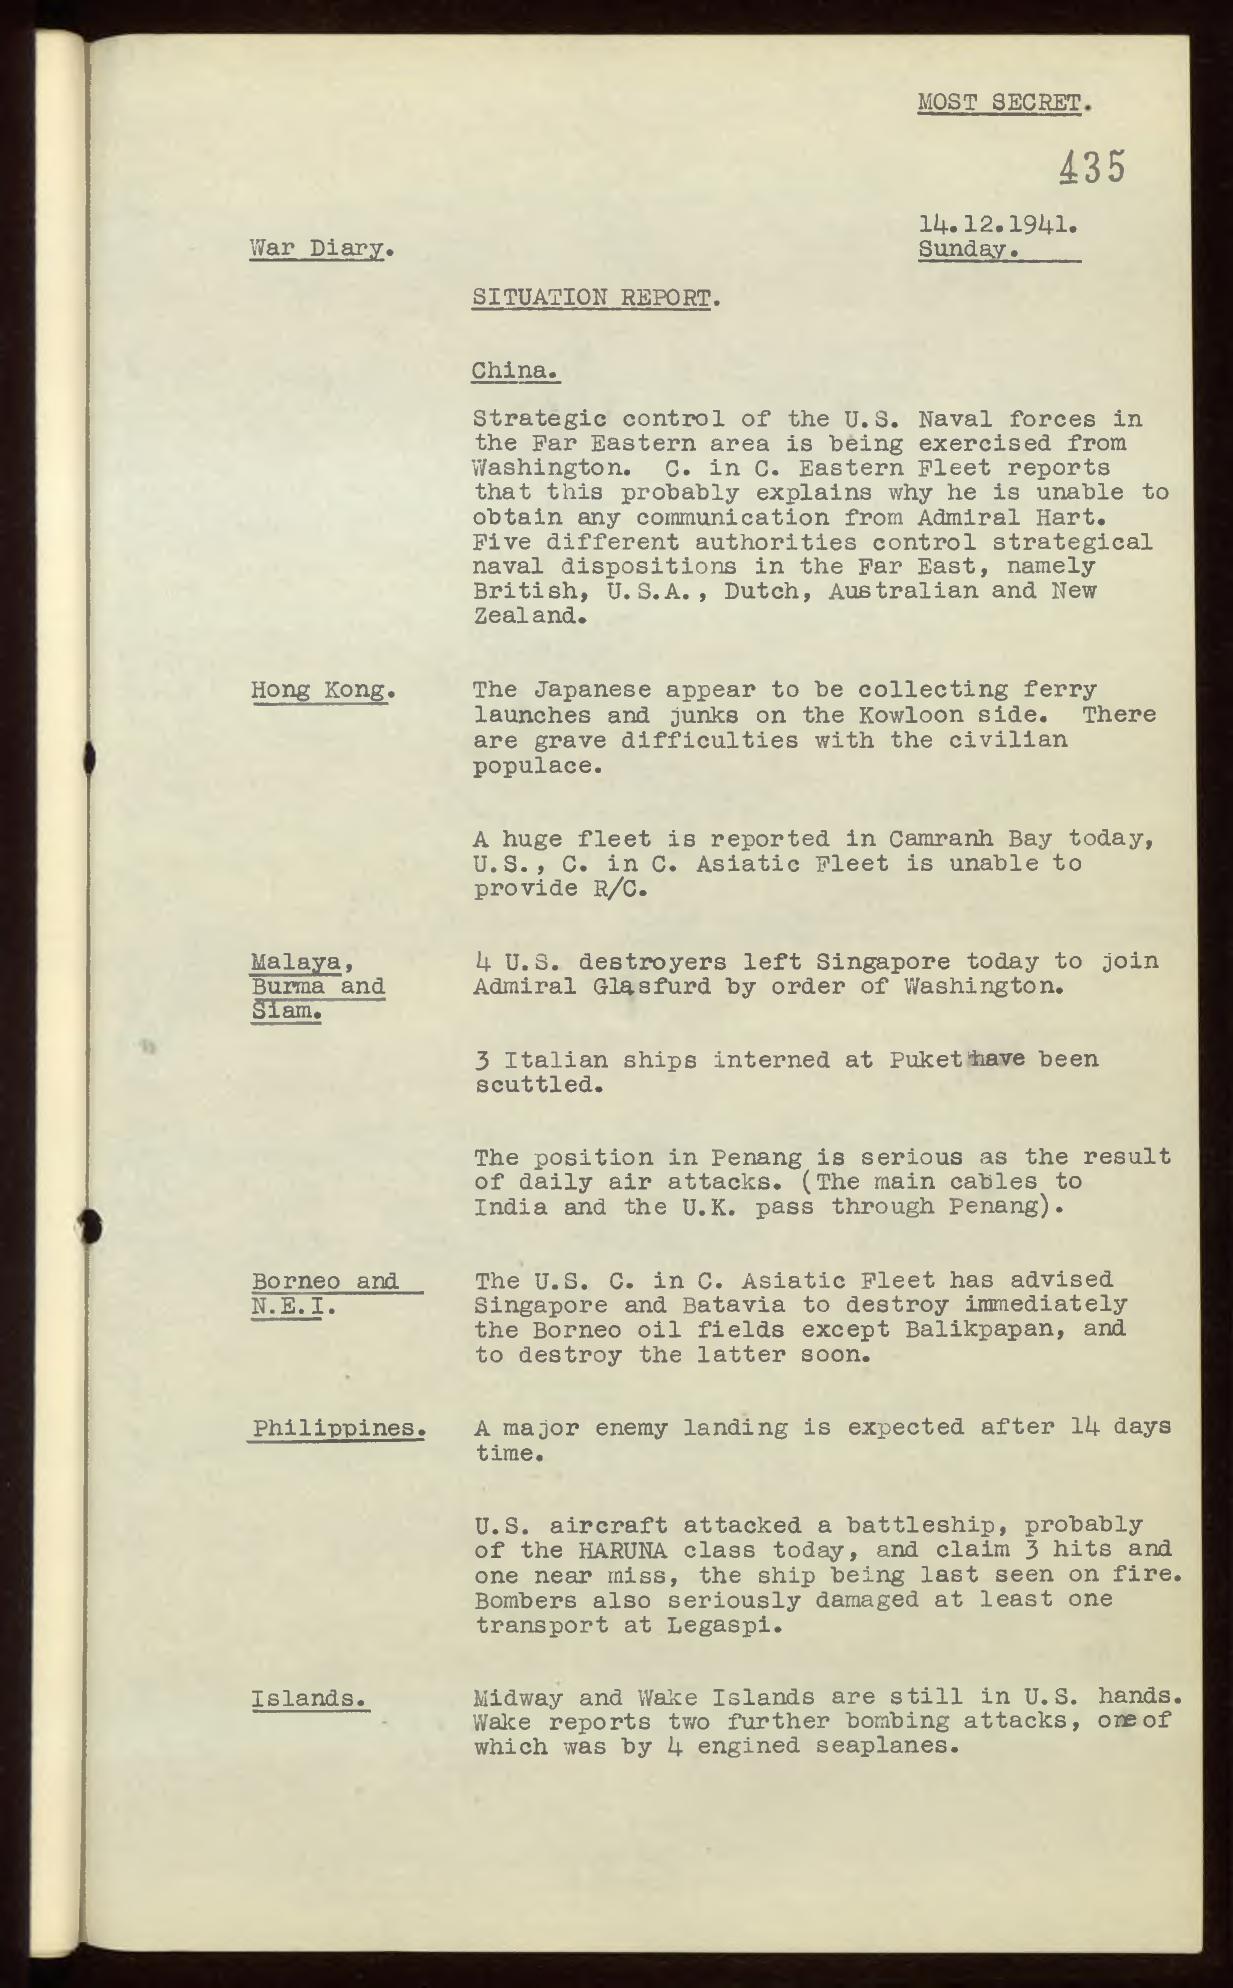 MOST SECRET.
435
14.12.1941.
War Diary.
Sunday.
SITUATION REPORT.
China.
Strategic control of the U.S. Naval forces in
the Far Eastern area is being exercised from
Washington. C. in C. Eastern Fleet reports
that this probably explains why he is unable to
obtain any communication from Admiral Hart.
Five different authorities control strategical
naval dispositions in the Far East, namely
British, U.S.A., Dutch, Australian and New
Zealand.
Hong Kong.
The Japanese appear to be collecting ferry
launches and junks on the Kowloon side. There
are grave difficulties with the civilian
populace.
A huge fleet is reported in Camranh Bay today,
U.S., C. in C. Asiatic Fleet is unable to
provide R/C.
Malaya,
Burma and
Siam.
4 U.S. destroyers left Singapore today to join
Admiral Glasfurd by order of Washington.
3 Italian ships interned at Puket have been
scuttled.
The position in Penang is serious as the result
of daily air attacks. (The main cables to
India and the U.K. pass through Penang).
Borneo and
N.E.I.
The U.S. C. in C. Asiatic Fleet has advised
Singapore and Batavia to destroy immediately
the Borneo oil fields except Balikpapan, and
to destroy the latter soon.
Philippines.
A major enemy landing is expected after 14 days
time.
U.S. aircraft attacked a battleship, probably
of the HARUNA class today, and claim 3 hits and
one near miss, the ship being last seen on fire.
Bombers also seriously damaged at least one
transport at Legaspi.
Islands.
Midway and Wake Islands are still in U.S. hands.
Wake reports two further bombing attacks, one of
which was by 4 engined seaplanes.